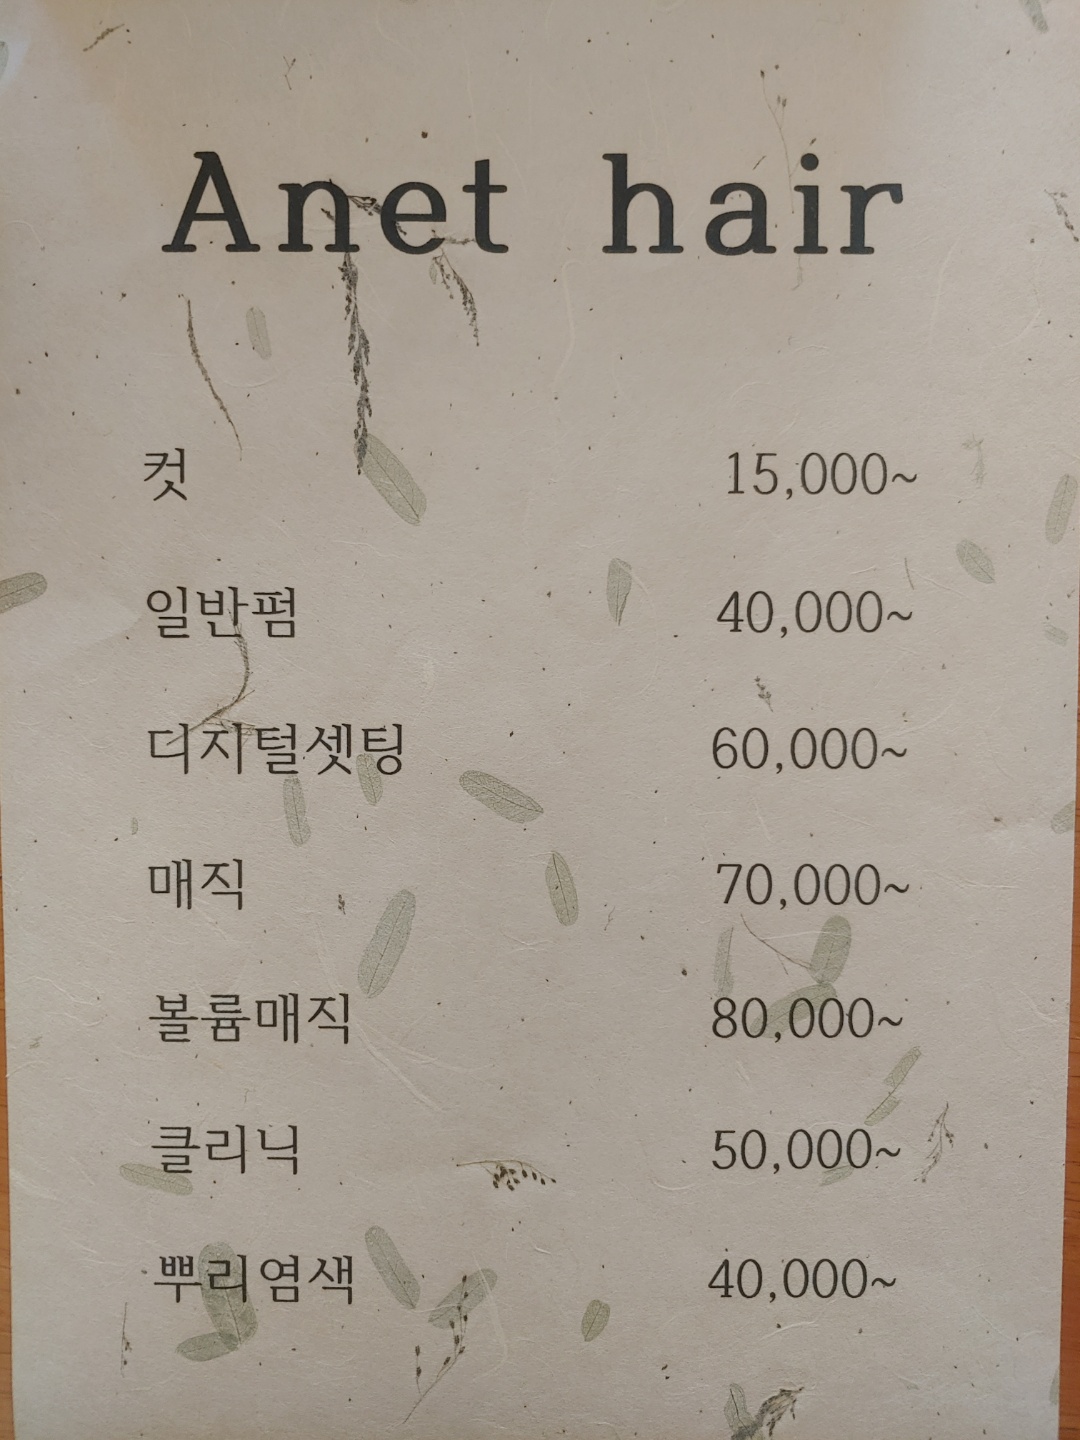 Anet hair
컷 15,000~
일반펌 40,000~
디지털셋팅 60,000~
매직 70,000~
볼륨매직 80,000~
클리닉 50,000~
뿌리염색 40,000~